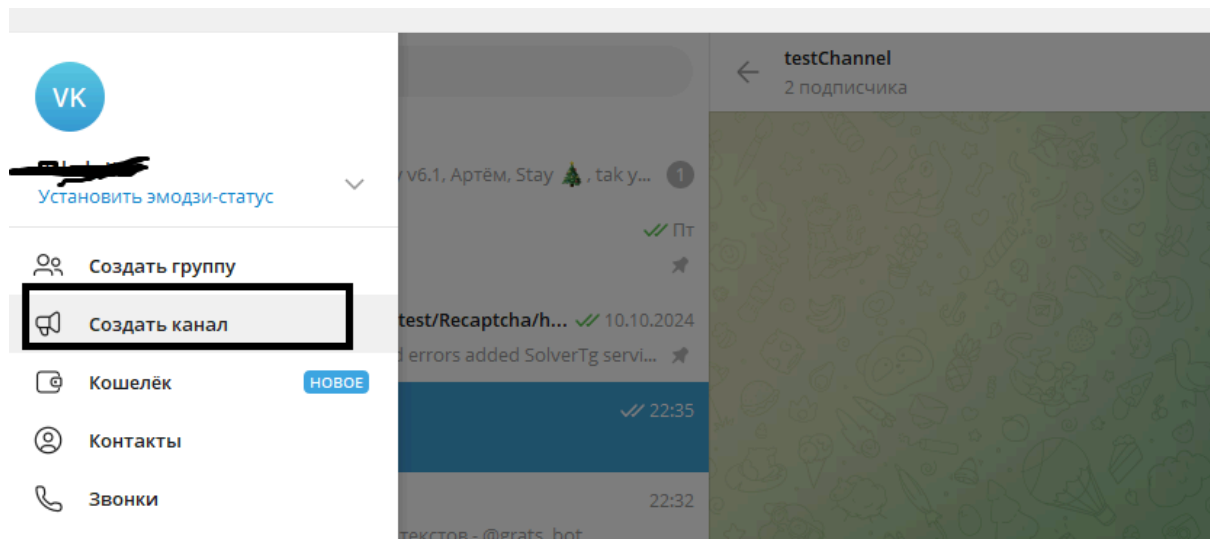 VK
Установить эмодзи-статус
Создать группу
Создать канал
Кошелёк
НОВОЕ
Контакты
Звонки
v6.1, Артём, Stay 🎄, tak y... 1
Пт
test/Recaptcha/h... 10.10.2024
errors added SolverTg servi...
22:35
22:32
текстов - @grats_bot
testChannel
2 подписчика